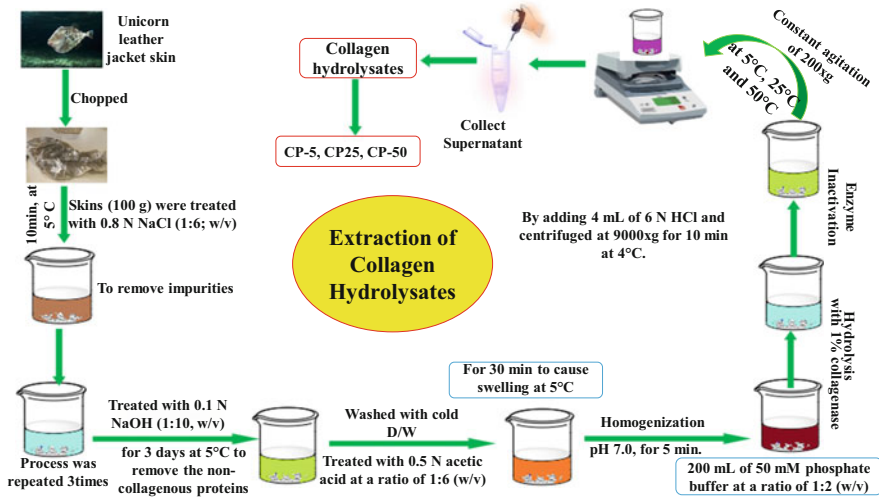 Unicorn
leather
jacket skin
Chopped
10min, at
5° C
Skins (100 g) were treated
with 0.8 N NaCl (1:6; w/v)
To remove impurities
Process was
repeated 3times
Treated with 0.1 N
NaOH (1:10, w/v)
for 3 days at 5°C to
remove the non-
collagenous proteins
Washed with cold
D/W
Treated with 0.5 N acetic
acid at a ratio of 1:6 (w/v)
For 30 min to cause
swelling at 5°C
Homogenization
pH 7.0, for 5 min.
200 mL of 50 mM phosphate
buffer at a ratio of 1:2 (w/v)
Hydrolysis
with 1% collagenase
Enzyme
Inactivation
By adding 4 mL of 6 N HCl and
centrifuged at 9000xg for 10 min
at 4°C.
Constant agitation
of 200xg
at 5°C, 25°C
and 50°C
Collect
Supernatant
Collagen
hydrolysates
CP-5, CP25, CP-50
Extraction of
Collagen
Hydrolysates